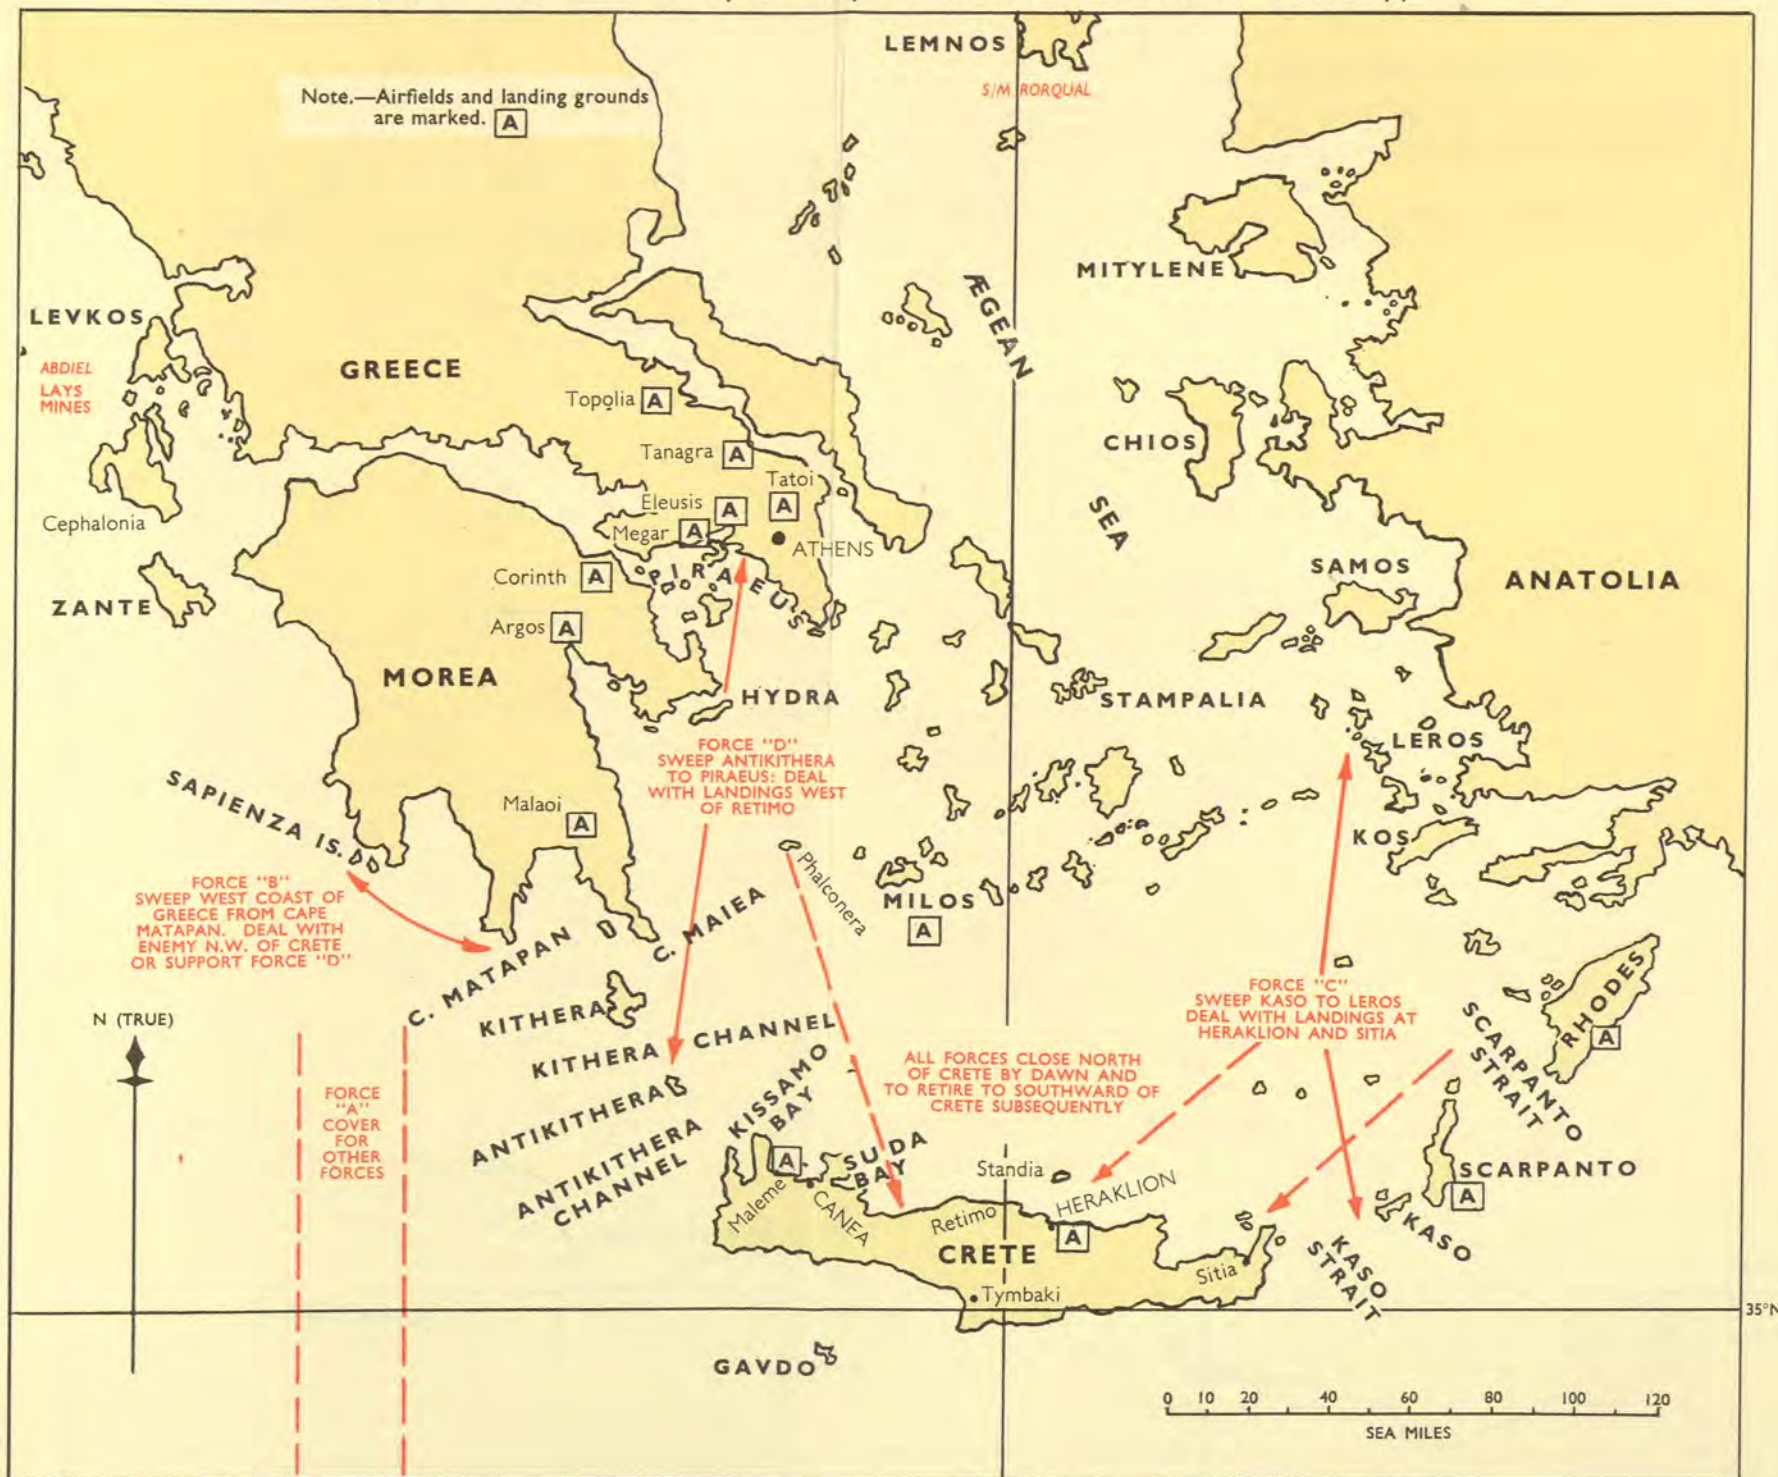 LEMNOS
S/M RORQUAL
Note.—Airfields and landing grounds
are marked. A
MITYLENE
ÆGEAN
SEA
LEVKOS
ABDIEL
LAYS
MINES
GREECE
Topolia A
Tanagra A
Tatoi
A
Eleusis A
Megar A
ATHENS
PIRAEUS
Cephalonia
CHIOS
Corinth A
SAMOS
ANATOLIA
ZANTE
Argos A
MOREA
HYDRA
STAMPALIA
LEROS
FORCE "D"
SWEEP ANTIKITHERA
TO PIRAEUS: DEAL
WITH LANDINGS WEST
OF RETIMO
SAPIENZA IS.
Malaoi
A
KOS
Phalconera
MILOS
A
FORCE "B"
SWEEP WEST COAST OF
GREECE FROM CAPE
MATAPAN. DEAL WITH
ENEMY N.W. OF CRETE
OR SUPPORT FORCE "D"
C. MAIEA
C. MATAPAN
KITHERA
KITHERA CHANNEL
N (TRUE)
FORCE "C"
SWEEP KASO TO LEROS
DEAL WITH LANDINGS AT
HERAKLION AND SITIA
RHODES
A
SCARPANTO
STRAIT
ALL FORCES CLOSE NORTH
OF CRETE BY DAWN AND
TO RETIRE TO SOUTHWARD OF
CRETE SUBSEQUENTLY
FORCE
"A"
COVER
FOR
OTHER
FORCES
ANTIKITHERA
ANTIKITHERA
CHANNEL
KISSAMO
BAY
A
SUDA
BAY
Maleme
CANEA
Standia
HERAKLION
A
Retimo
CRETE
SCARPANTO
A
KASO
KASO
STRAIT
Sitia
Tymbaki
35°N
GAVDO
0 10 20 40 60 80 100 120
SEA MILES